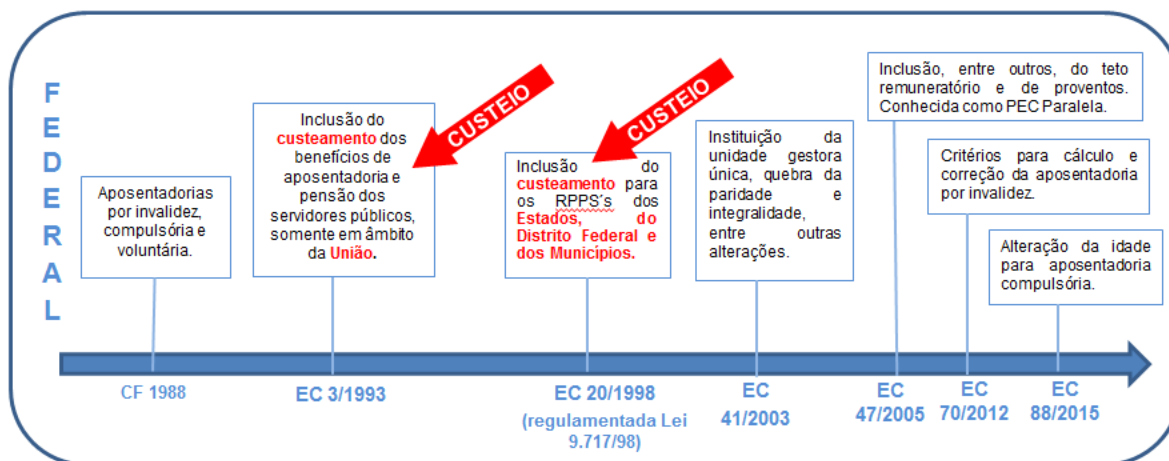 FEDERAL
Aposentadorias
por invalidez,
compulsória e
voluntária.
CF 1988
CUSTEIO
Inclusão do
custeamento dos
benefícios de
aposentadoria e
pensão dos
servidores públicos,
somente em âmbito
da União.
EC 3/1993
CUSTEIO
Inclusão do
custeamento para
os RPPS´s dos
Estados, do
Distrito Federal e
dos Municípios.
EC 20/1998
(regulamentada Lei
9.717/98)
Instituição da
unidade gestora
única, quebra da
paridade e
integralidade,
entre outras
alterações.
EC
41/2003
Inclusão, entre outros, do teto
remuneratório e de proventos.
Conhecida como PEC Paralela.
EC
47/2005
Critérios para cálculo e
correção da aposentadoria
por invalidez.
EC
70/2012
Alteração da idade
para aposentadoria
compulsória.
EC
88/2015